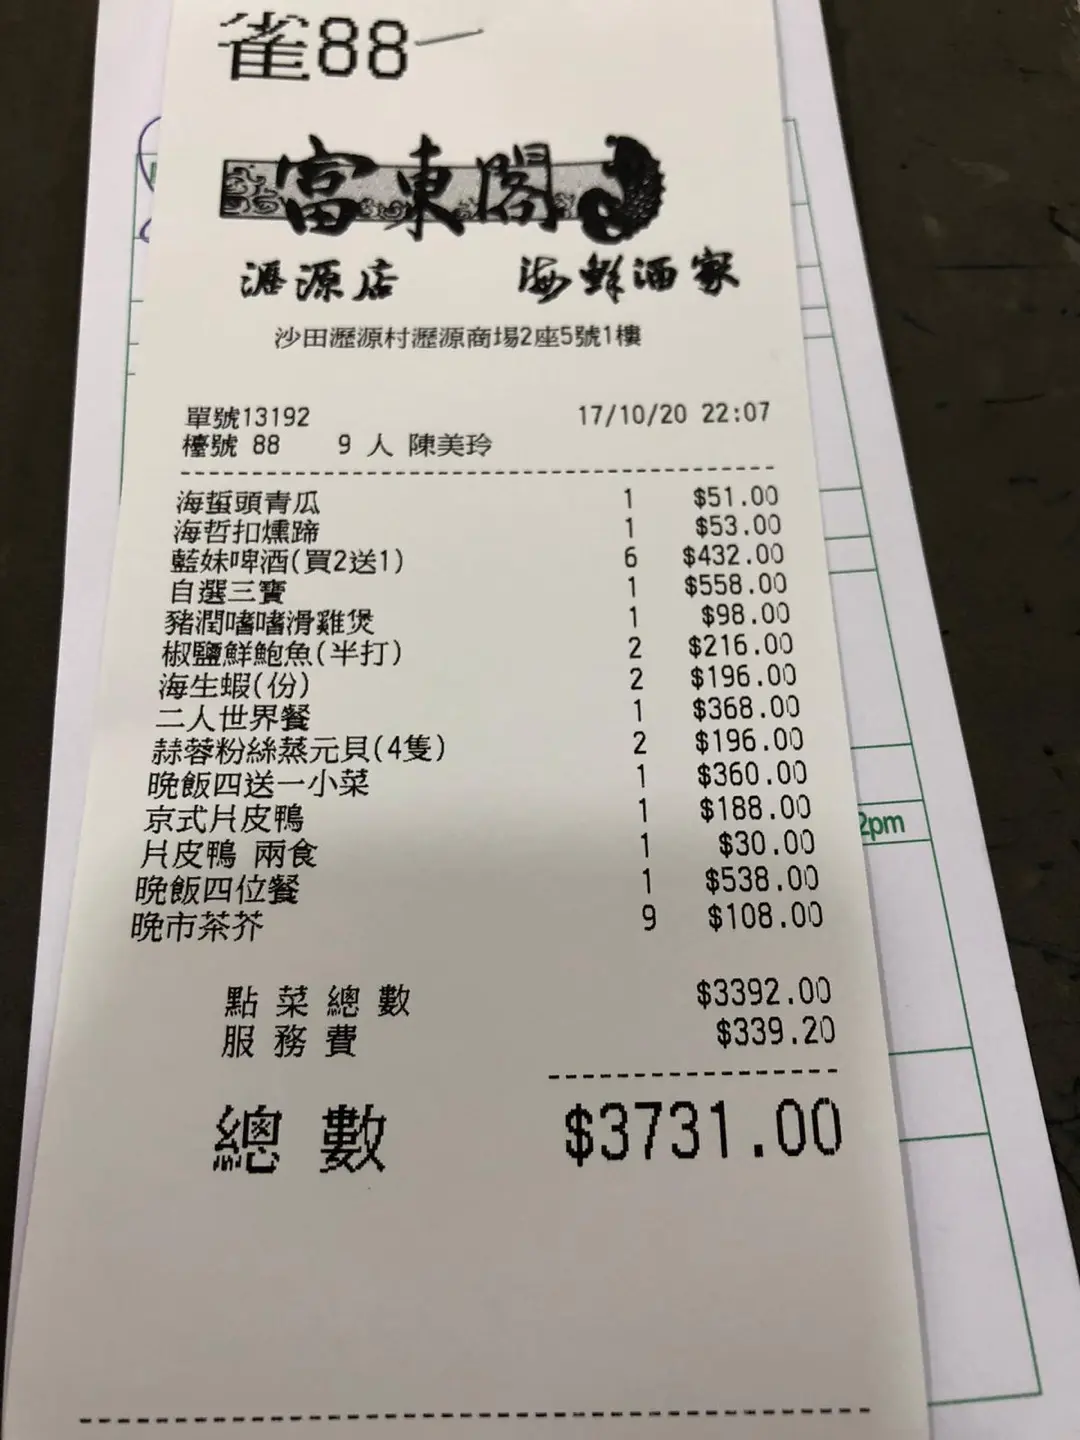 雀88
富東閣
瀝源店 海鮮酒家
沙田瀝源村瀝源商場2座5號1樓
單號13192 17/10/20 22:07
檯號 88 9 人 陳美玲
海蜇頭青瓜 1 $51.00
海哲扣燻蹄 1 $53.00
藍妹啤酒(買2送1) 6 $432.00
自選三寶 1 $558.00
豬潤嗜嗜滑雞煲 1 $98.00
椒鹽鮮鮑魚(半打) 2 $216.00
海生蝦(份) 2 $196.00
二人世界餐 1 $368.00
蒜蓉粉絲蒸元貝(4隻) 2 $196.00
晚飯四送一小菜 1 $360.00
京式片皮鴨 1 $188.00
片皮鴨 兩食 1 $30.00
晚飯四位餐 1 $538.00
晚市茶芥 9 $108.00
點菜總數 $3392.00
服務費 $339.20
總數 $3731.00
2pm